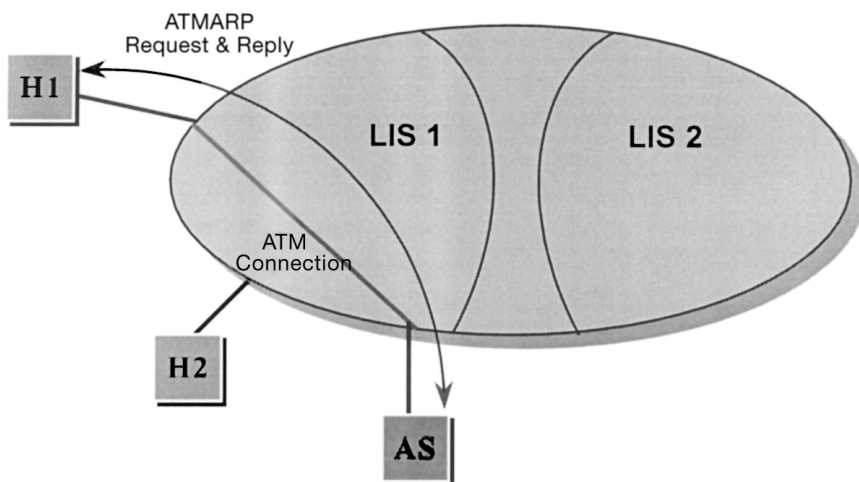 ATMARP
Request & Reply
H1
LIS 1
LIS 2
ATM
Connection
H2
AS